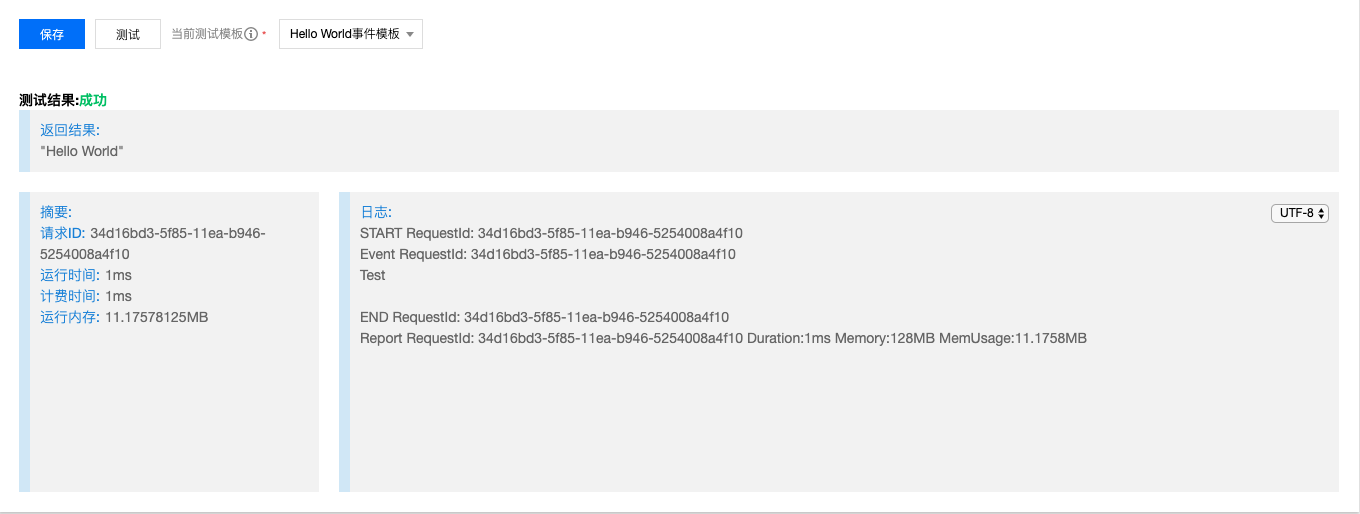 保存 测试 当前测试模板 * Hello World事件模板
测试结果:成功
返回结果:
"Hello World"
摘要:
请求ID: 34d16bd3-5f85-11ea-b946-
5254008a4f10
运行时间: 1ms
计费时间: 1ms
运行内存: 11.17578125MB
日志:
UTF-8
START RequestId: 34d16bd3-5f85-11ea-b946-5254008a4f10
Event RequestId: 34d16bd3-5f85-11ea-b946-5254008a4f10
Test
END RequestId: 34d16bd3-5f85-11ea-b946-5254008a4f10
Report RequestId: 34d16bd3-5f85-11ea-b946-5254008a4f10 Duration:1ms Memory:128MB MemUsage:11.1758MB